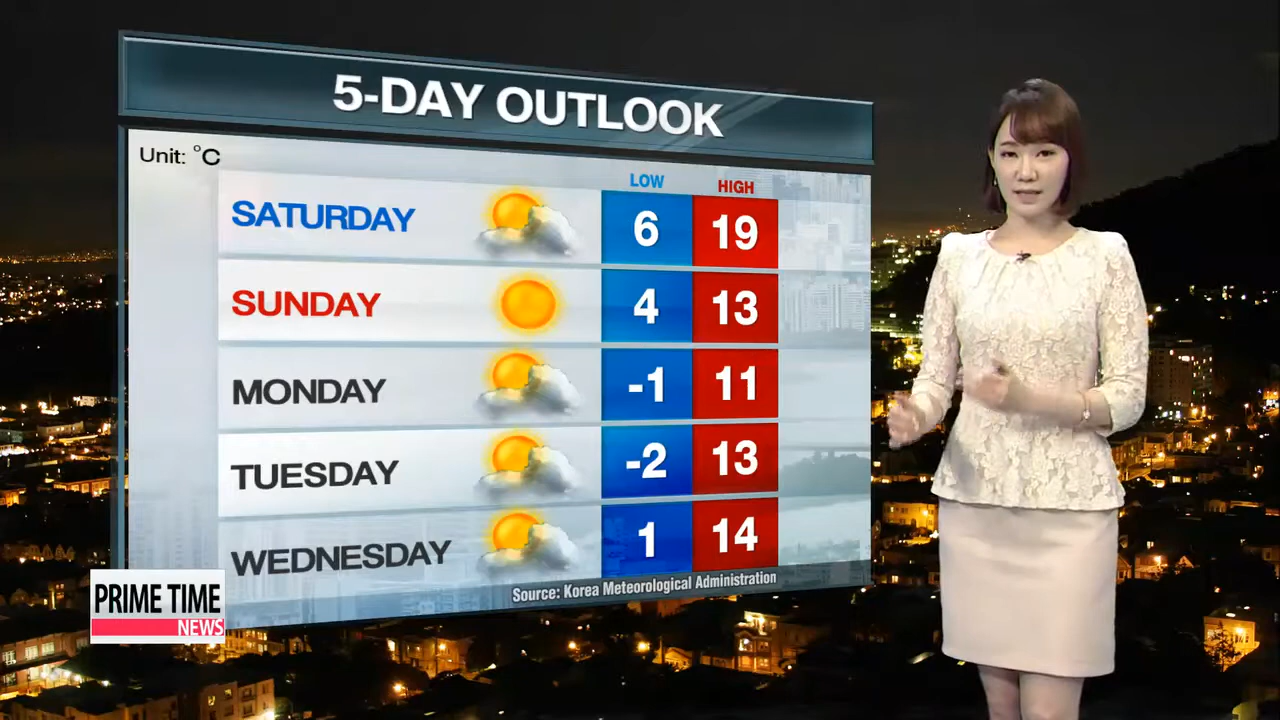 5-DAY OUTLOOK
Unit: °C
LOW HIGH
SATURDAY 6 19
SUNDAY 4 13
MONDAY -1 11
TUESDAY -2 13
WEDNESDAY 1 14
Source: Korea Meteorological Administration
PRIME TIME
NEWS